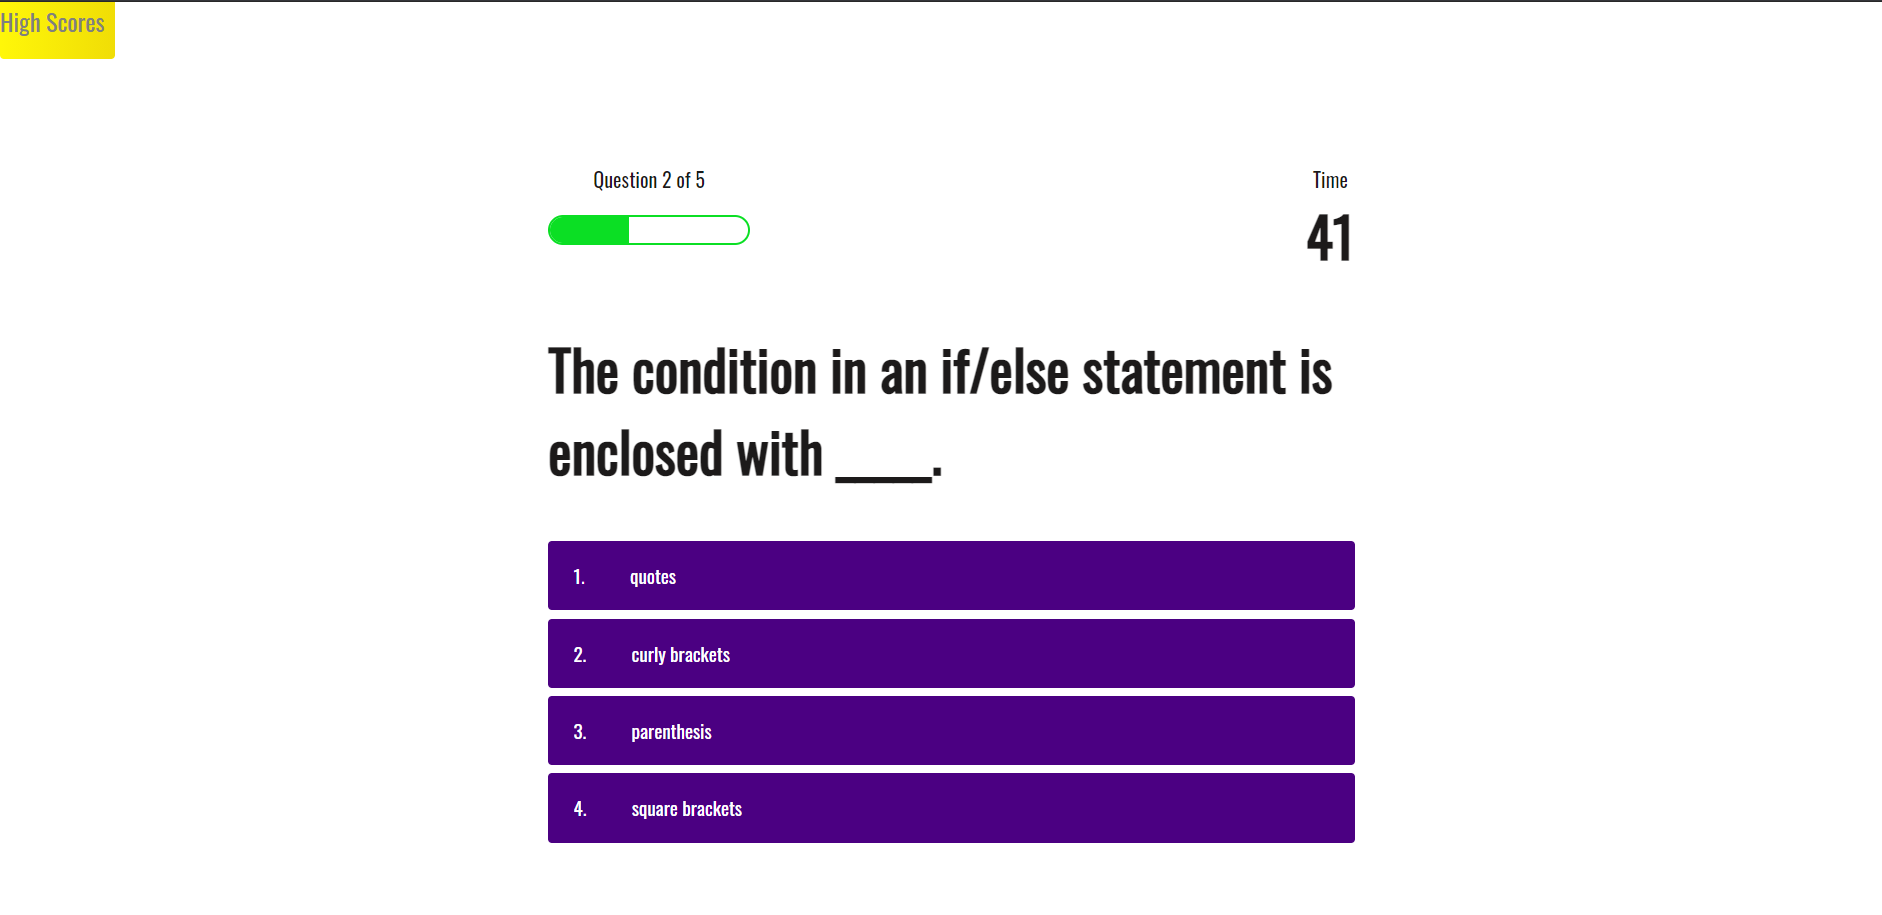 High Scores
Question 2 of 5
Time
41
The condition in an if/else statement is
enclosed with _____.
1. quotes
2. curly brackets
3. parenthesis
4. square brackets